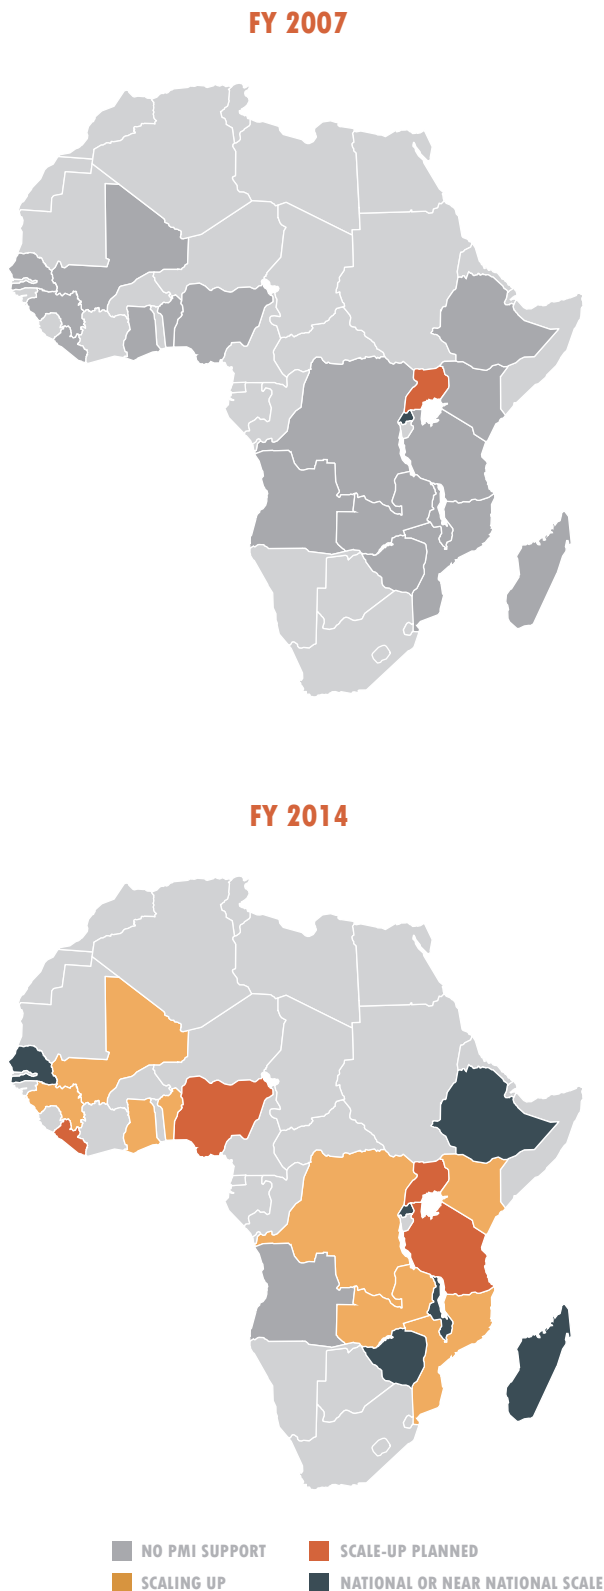 FY 2007
FY 2014
NO PMI SUPPORT
SCALE-UP PLANNED
SCALING UP
NATIONAL OR NEAR NATIONAL SCALE